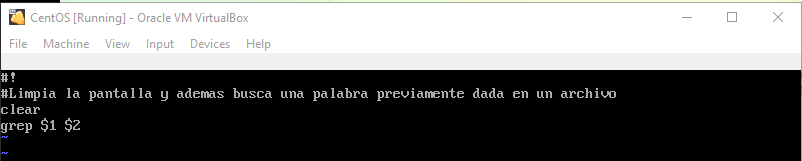 CentOS [Running] - Oracle VM VirtualBox
File Machine View Input Devices Help
#!
#Limpia la pantalla y ademas busca una palabra previamente dada en un archivo
clear
grep $1 $2
~
~